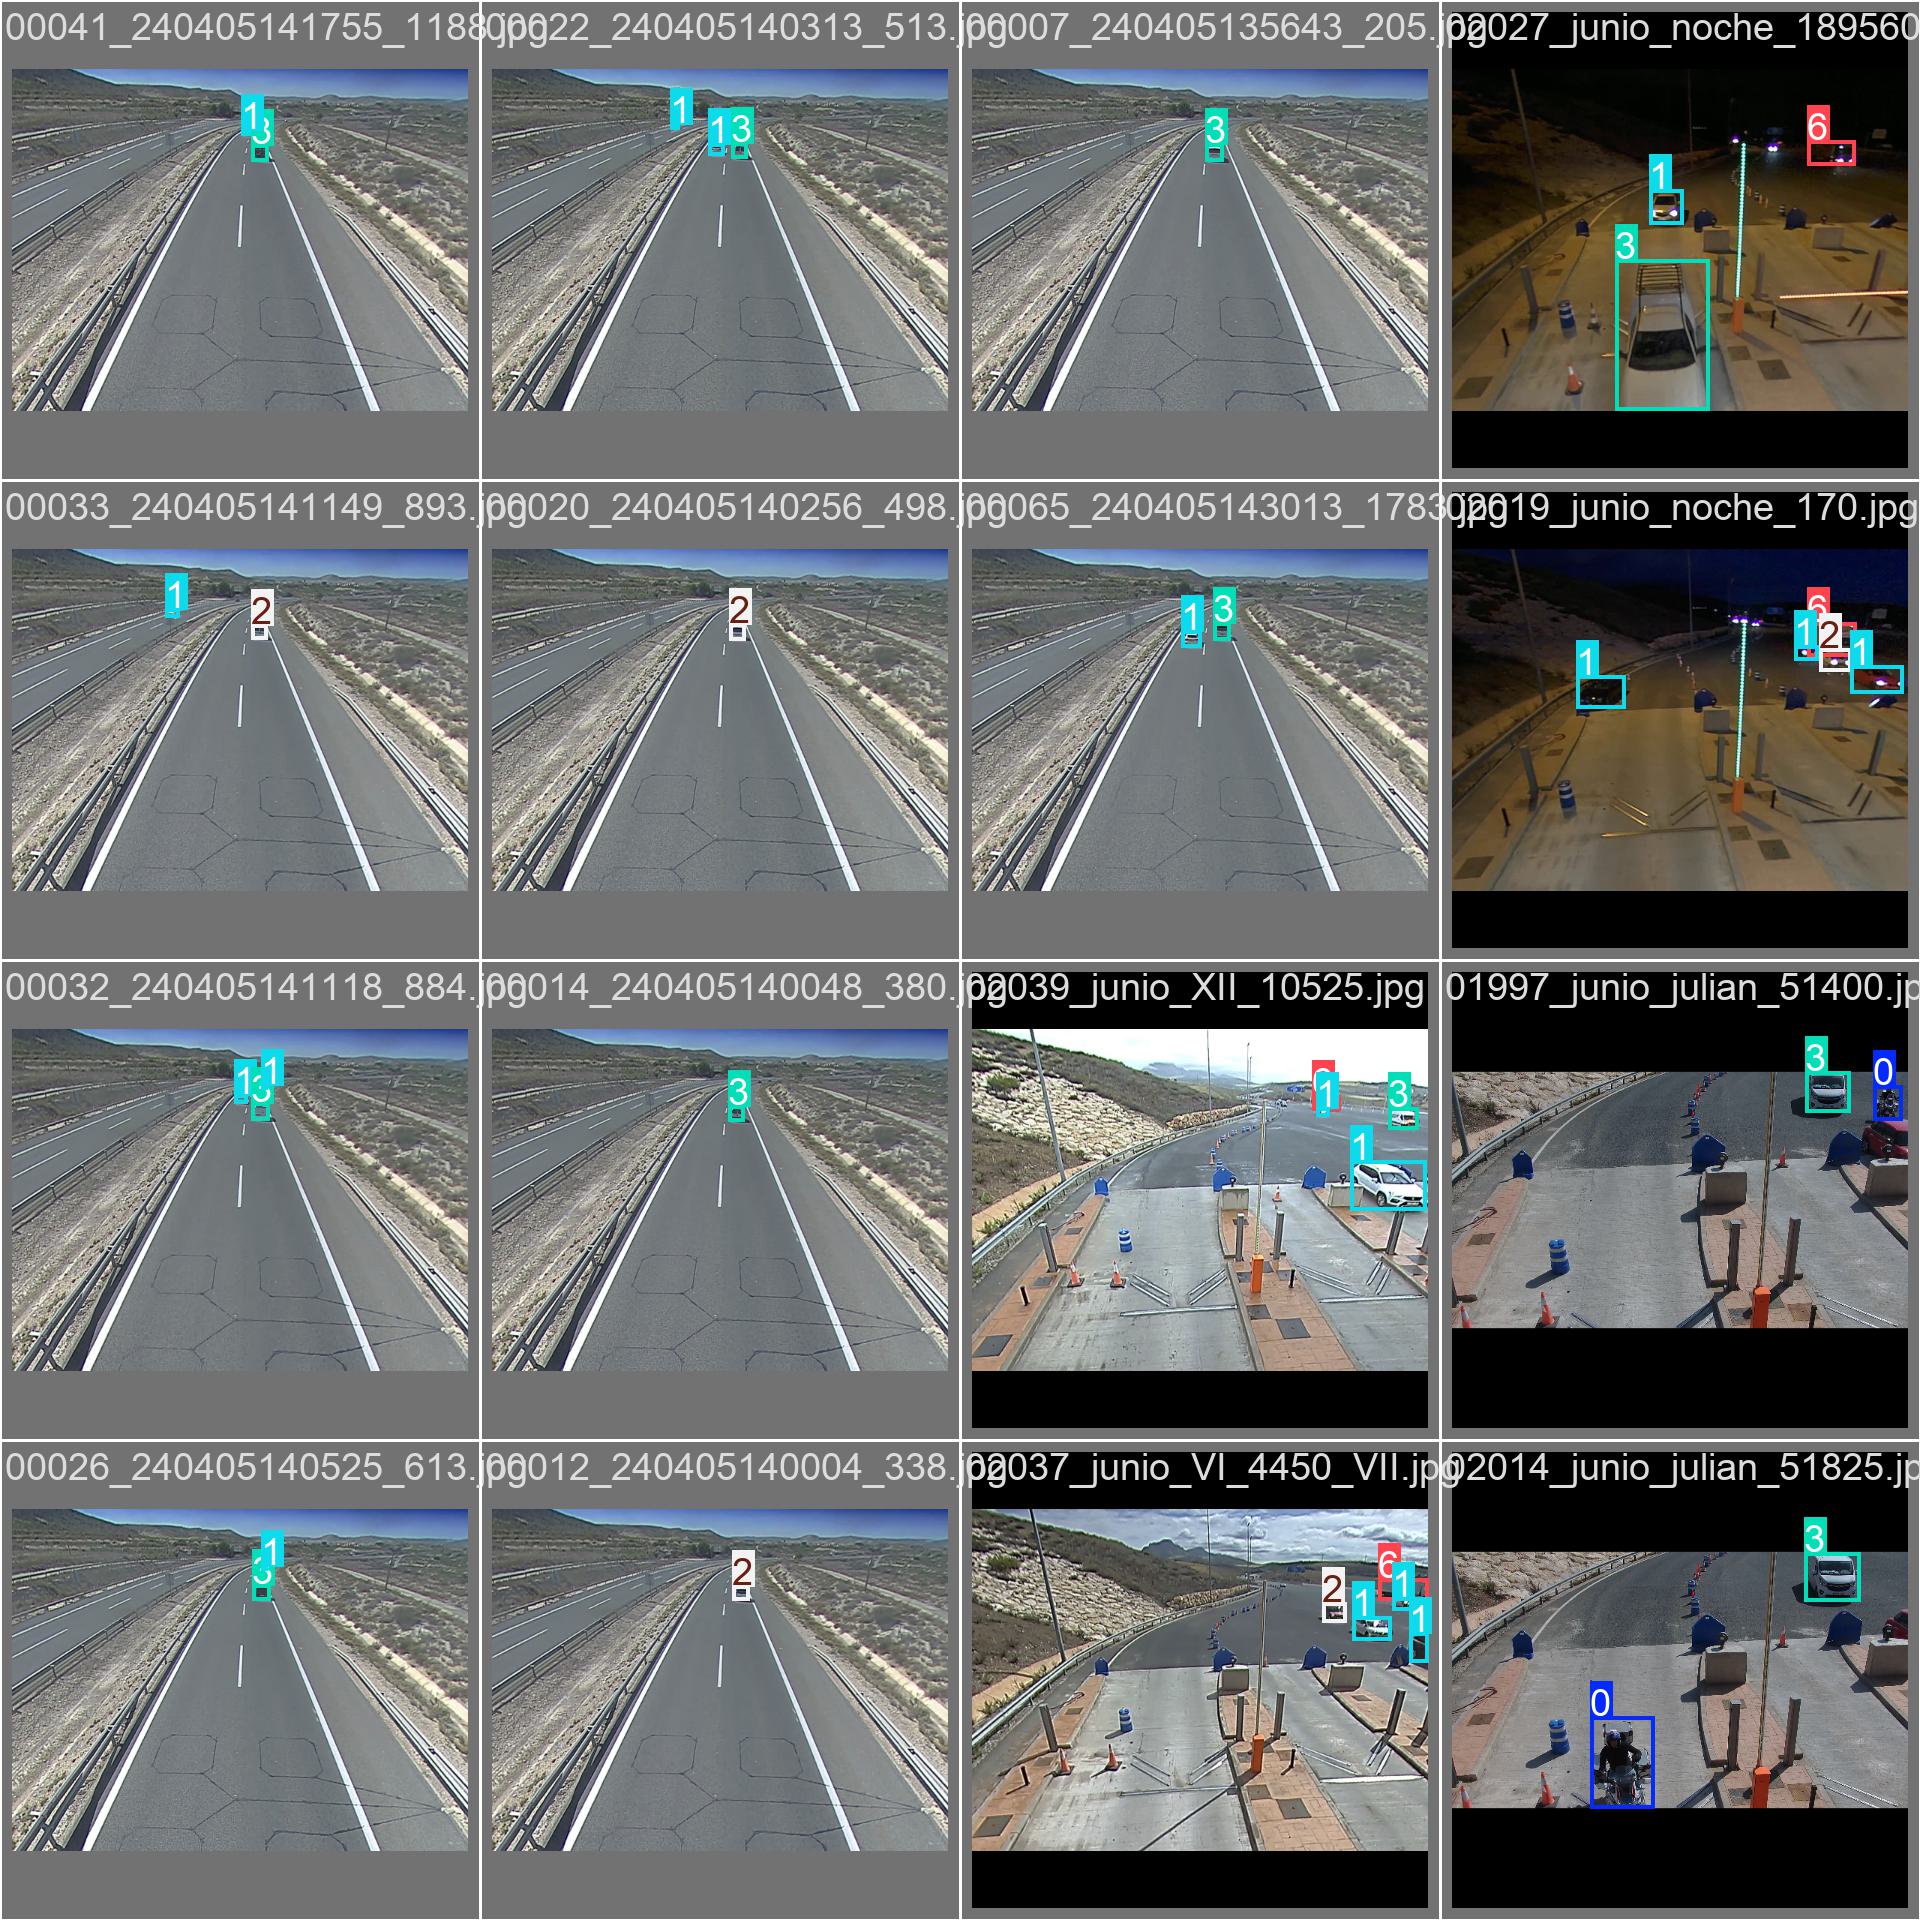 00041_240405141755_1188.jpg
00022_240405140313_513.jpg
00007_240405135643_205.jpg
02027_junio_noche_189560
1
3
1
1
3
3
6
1
3
00033_240405141149_893.jpg
00020_240405140256_498.jpg
00065_240405143013_1783.jpg
02019_junio_noche_170.jpg
1
2
2
1
3
6
1
2
1
1
00032_240405141118_884.jpg
00014_240405140048_380.jpg
02039_junio_XII_10525.jpg
01997_junio_julian_51400.jp
1
3
1
3
1
3
1
3
0
00026_240405140525_613.jpg
00012_240405140004_338.jpg
02037_junio_VI_4450_VII.jpg
02014_junio_julian_51825.jp
1
3
2
2
1
6
1
1
3
0